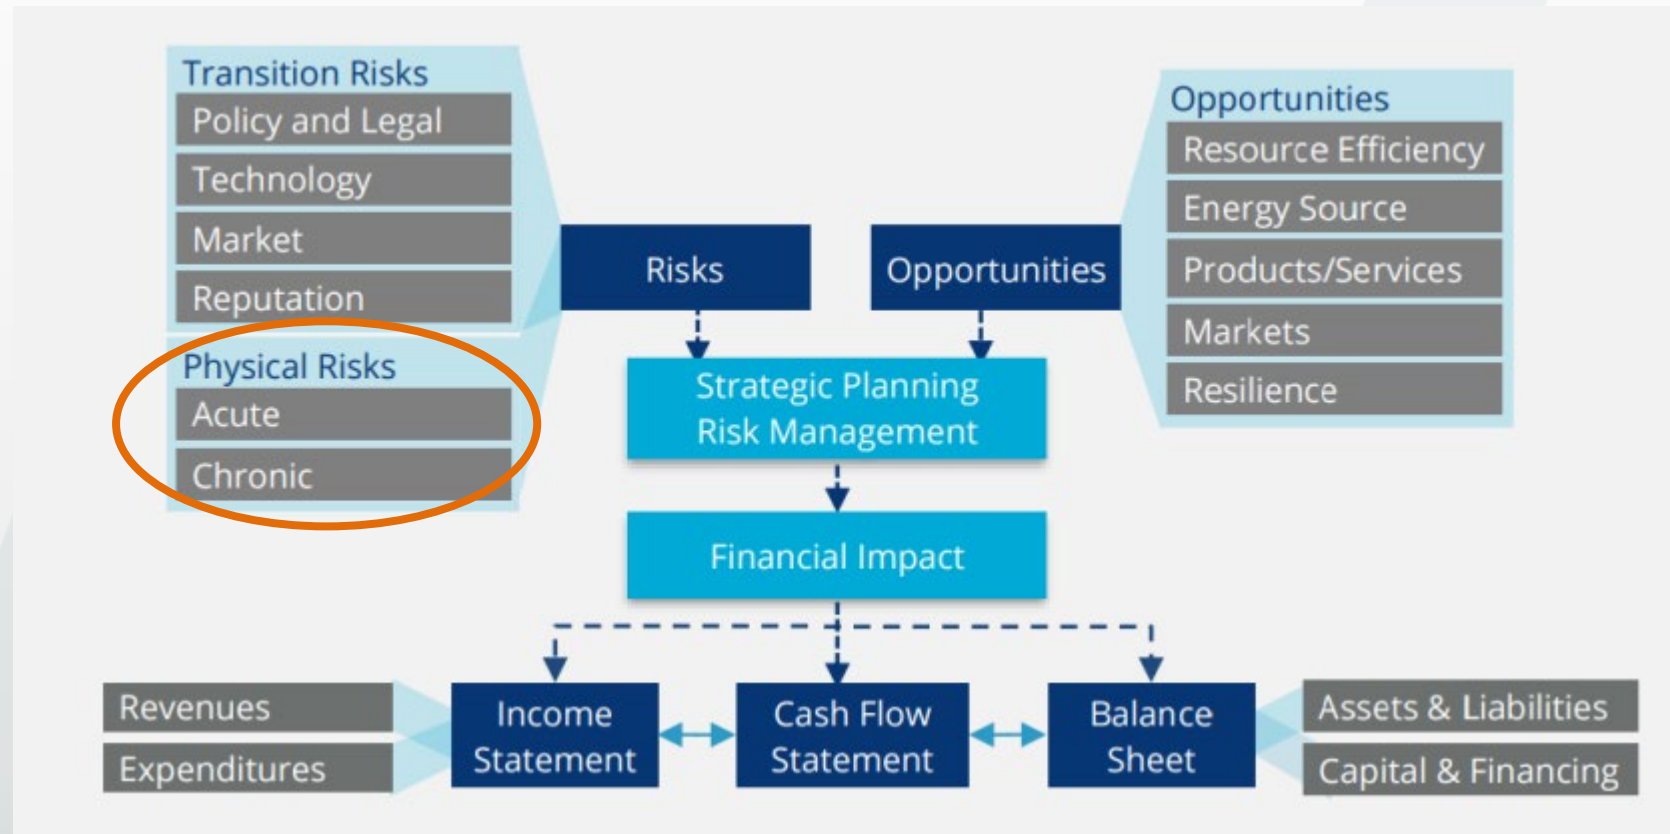 Transition Risks
Policy and Legal
Technology
Market
Reputation
Physical Risks
Acute
Chronic
Risks
Opportunities
Opportunities
Resource Efficiency
Energy Source
Products/Services
Markets
Resilience
Strategic Planning
Risk Management
Financial Impact
Revenues
Expenditures
Income
Statement
Cash Flow
Statement
Balance
Sheet
Assets & Liabilities
Capital & Financing